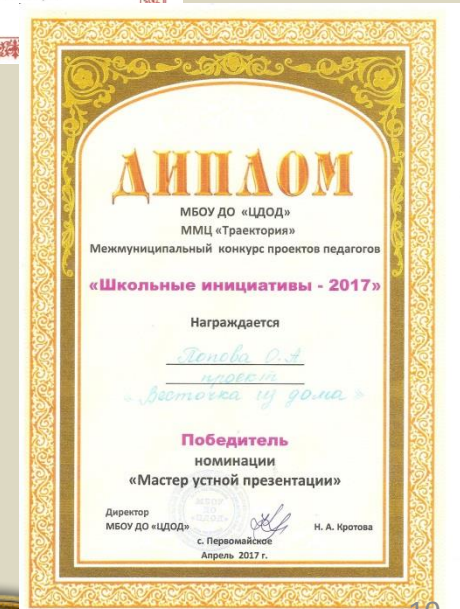 ДИПЛОМ
МБОУ ДО «ЦДОД»
ММЦ «Траектория»
Межмуниципальный конкурс проектов педагогов
«Школьные инициативы - 2017»
Награждается
Попова О.А.
проект
«Весточка из дома»
Победитель
номинации
«Мастер устной презентации»
Директор
МБОУ ДО «ЦДОД» Н. А. Кротова
с. Первомайское
Апрель 2017 г.